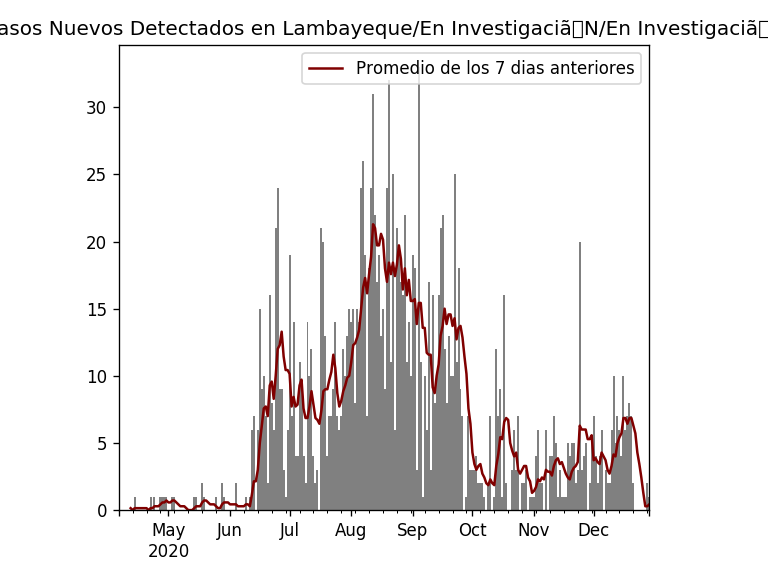 asos Nuevos Detectados en Lambayeque/En Investigaciã▯N/En Investigaciã▯
Promedio de los 7 dias anteriores
30
25
20
15
10
5
0
May Jun Jul Aug Sep Oct Nov Dec
2020